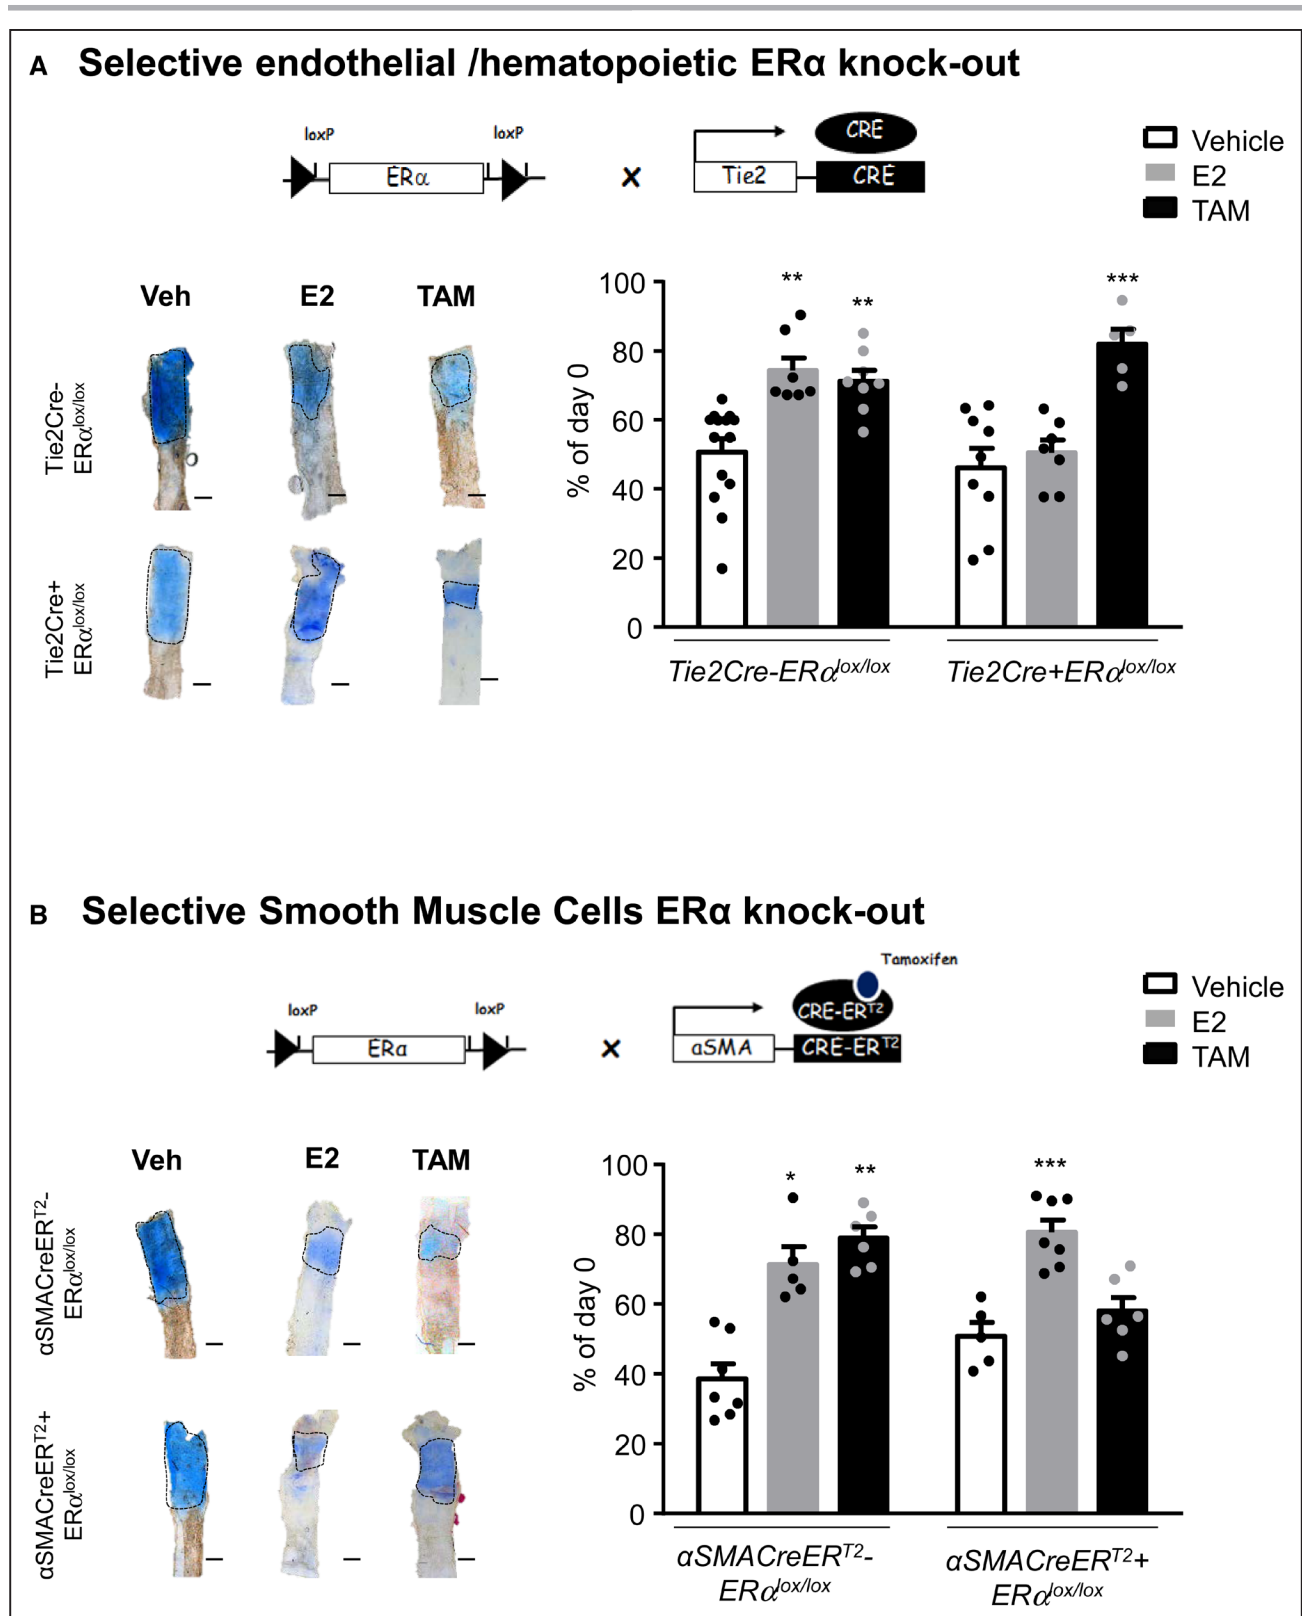 A Selective endothelial /hematopoietic ERα knock-out
loxP loxP
ERα x Tie2 CRE
CRE
Vehicle
E2
TAM
Veh E2 TAM
Tie2Cre-
ERαlox/lox
Tie2Cre+
ERαlox/lox
% of day 0
100
80
60
40
20
0
** ** ***
Tie2Cre-ERαlox/lox Tie2Cre+ERαlox/lox
B Selective Smooth Muscle Cells ERα knock-out
Tamoxifen
loxP loxP
CRE-ERT2
ERα x αSMA CRE-ERT2
Vehicle
E2
TAM
Veh E2 TAM
αSMACreERT2-
ERαlox/lox
αSMACreERT2+
ERαlox/lox
% of day 0
100
80
60
40
20
0
* ** ***
αSMACreERT2-
ERαlox/lox
αSMACreERT2+
ERαlox/lox